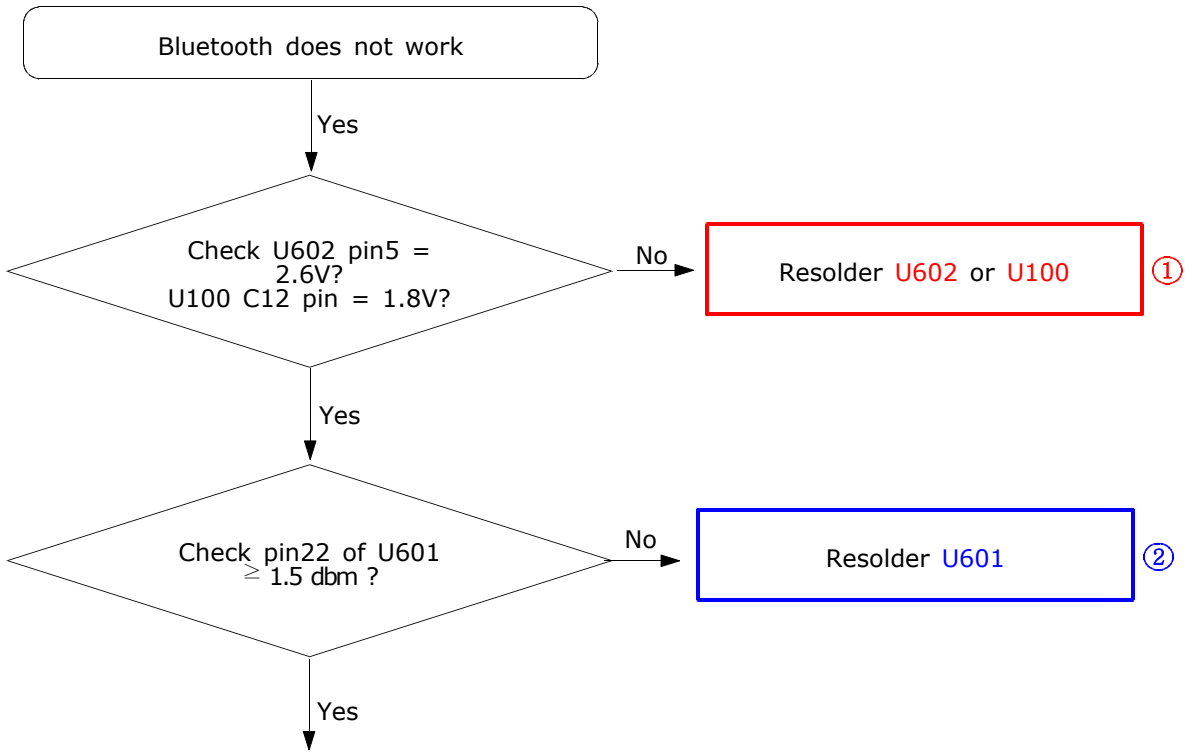 Bluetooth does not work
Yes
Check U602 pin5 =
2.6V?
U100 C12 pin = 1.8V?
No
Resolder U602 or U100
①
Yes
Check pin22 of U601
≥ 1.5 dbm ?
No
Resolder U601
②
Yes